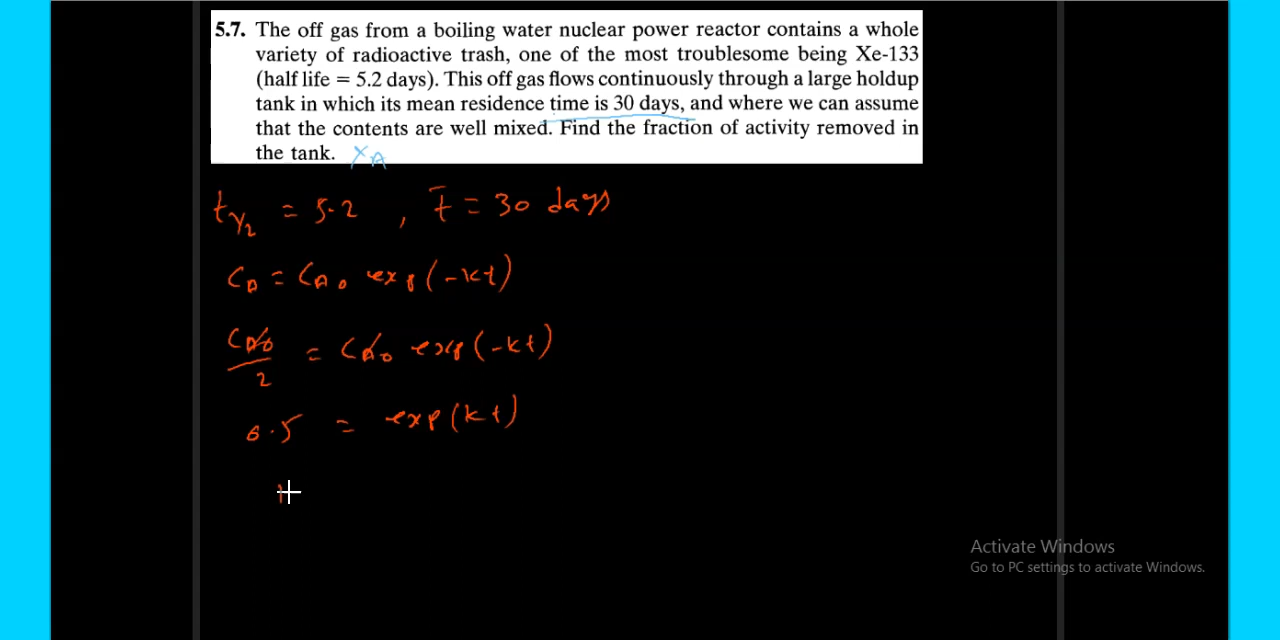 5.7. The off gas from a boiling water nuclear power reactor contains a whole
variety of radioactive trash, one of the most troublesome being Xe-133
(half life = 5.2 days). This off gas flows continuously through a large holdup
tank in which its mean residence time is 30 days, and where we can assume
that the contents are well mixed. Find the fraction of activity removed in
the tank. XA
t1/2 = 5.2 , t̄ = 30 days
CA = CA0 exp(-kt)
CA0/2 = CA0 exp(-kt)
0.5 = exp(kt)
Activate Windows
Go to PC settings to activate Windows.